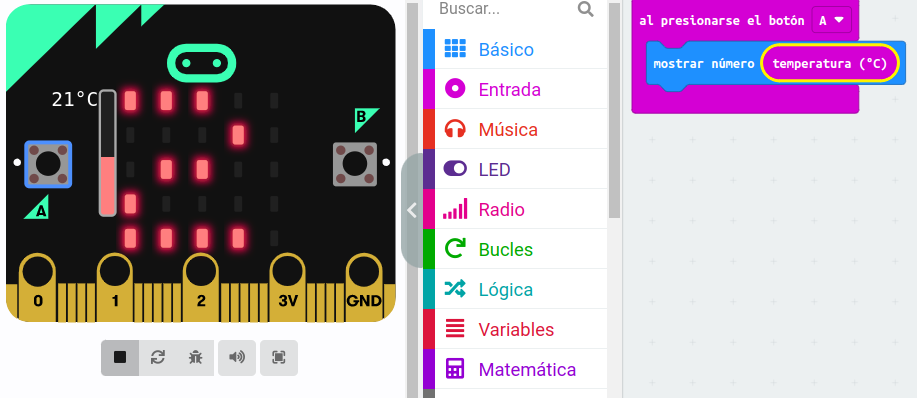 Buscar...
al presionarse el botón A
Básico
mostrar número temperatura (°C)
Entrada
21°C
B
Música
LED
A
Radio
Bucles
0 1 2 3V GND
Lógica
Variables
Matemática